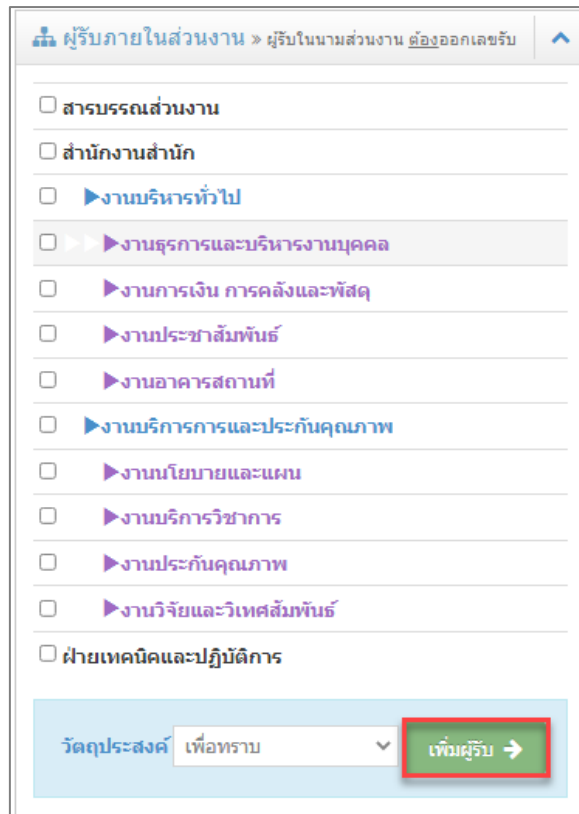 ผู้รับภายในส่วนงาน » ผู้รับในนามส่วนงาน ต้องออกเลขรับ
สารบรรณส่วนงาน
สำนักงานสำนัก
▶งานบริหารทั่วไป
▶งานธุรการและบริหารงานบุคคล
▶งานการเงิน การคลังและพัสดุ
▶งานประชาสัมพันธ์
▶งานอาคารสถานที่
▶งานบริการการและประกันคุณภาพ
▶งานนโยบายและแผน
▶งานบริการวิชาการ
▶งานประกันคุณภาพ
▶งานวิจัยและวิเทศสัมพันธ์
ฝ่ายเทคนิคและปฏิบัติการ
วัตถุประสงค์ เพื่อทราบ เพิ่มผู้รับ ➔